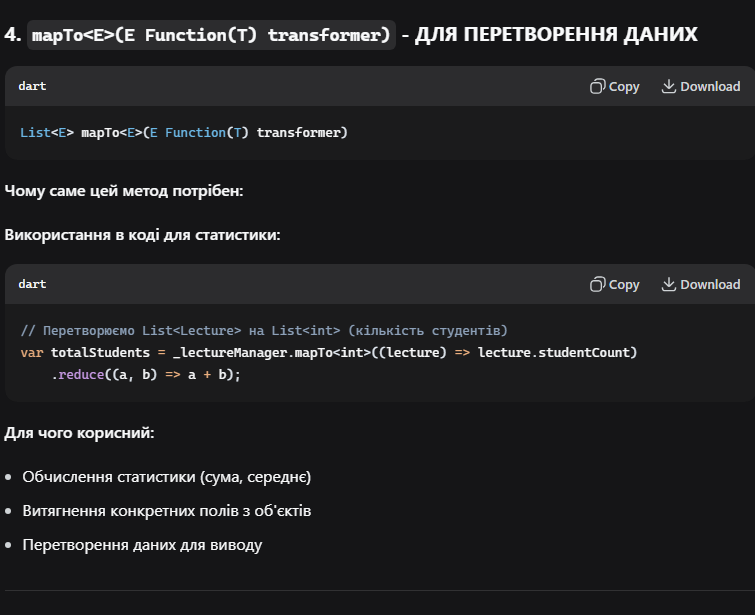 4. mapTo<E>(E Function(T) transformer) - ДЛЯ ПЕРЕТВОРЕННЯ ДАНИХ
dart Copy Download
List<E> mapTo<E>(E Function(T) transformer)
Чому саме цей метод потрібен:
Використання в коді для статистики:
dart Copy Download
// Перетворюємо List<Lecture> на List<int> (кількість студентів)
var totalStudents = _lectureManager.mapTo<int>((lecture) => lecture.studentCount)
    .reduce((a, b) => a + b);
Для чого корисний:
• Обчислення статистики (сума, середнє)
• Витягнення конкретних полів з об'єктів
• Перетворення даних для виводу